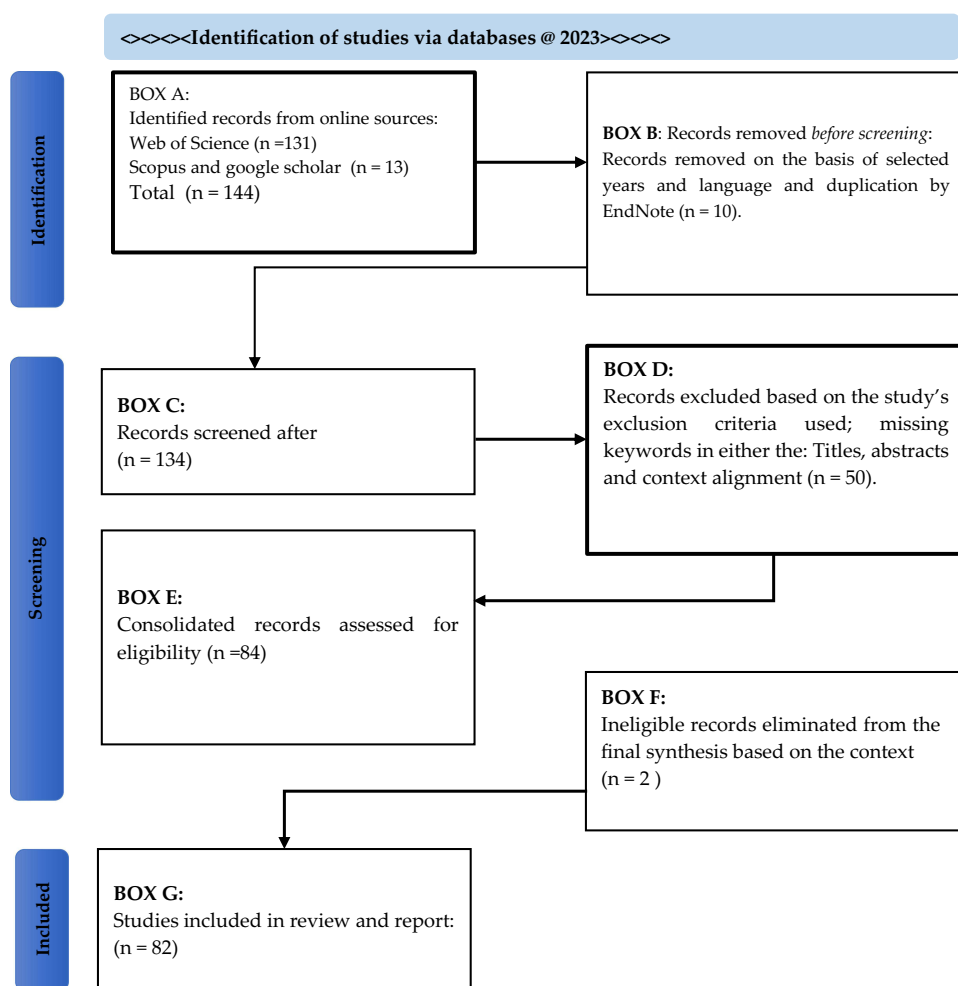 <><><><Identification of studies via databases @ 2023><><><>
Identification
BOX A:
Identified records from online sources:
Web of Science (n =131)
Scopus and google scholar (n = 13)
Total (n = 144)
BOX B: Records removed before screening:
Records removed on the basis of selected
years and language and duplication by
EndNote (n = 10).
Screening
BOX C:
Records screened after
(n = 134)
BOX D:
Records excluded based on the study’s
exclusion criteria used; missing
keywords in either the: Titles, abstracts
and context alignment (n = 50).
BOX E:
Consolidated records assessed for
eligibility (n =84)
BOX F:
Ineligible records eliminated from the
final synthesis based on the context
(n = 2 )
Included
BOX G:
Studies included in review and report:
(n = 82)